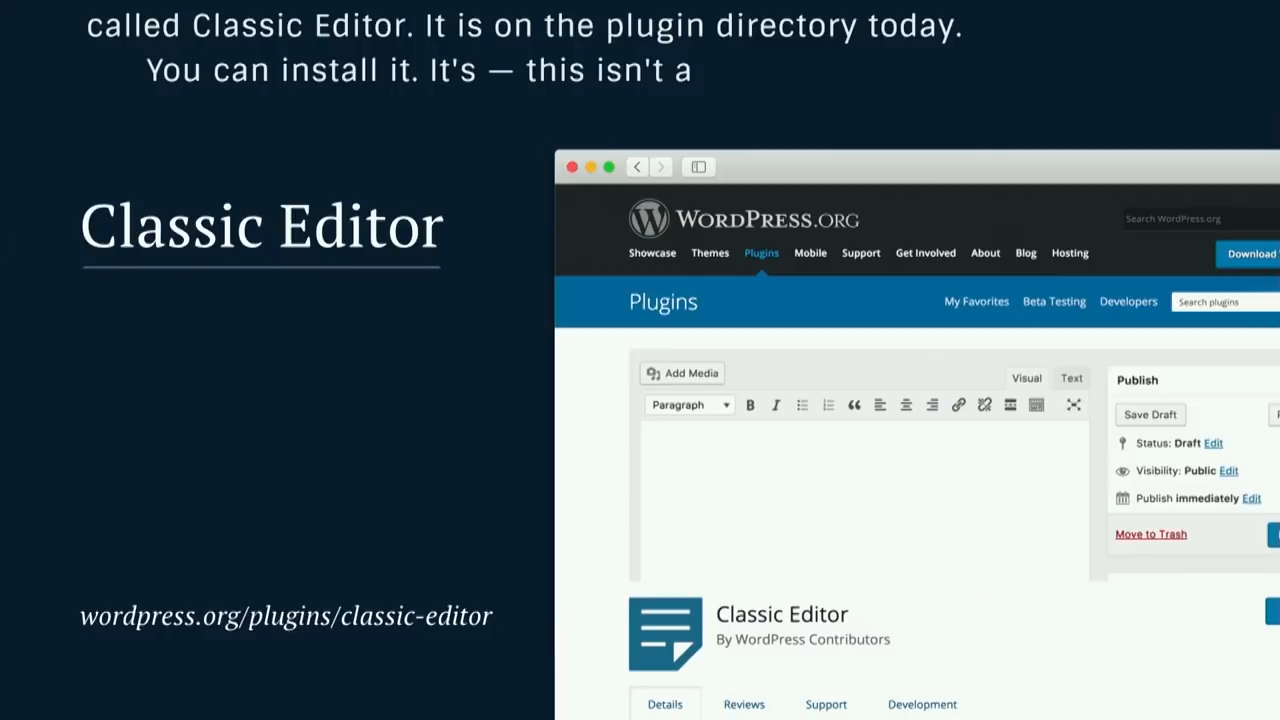 called Classic Editor. It is on the plugin directory today.
You can install it. It's — this isn't a
Classic Editor
wordpress.org/plugins/classic-editor
WORDPRESS.ORG
Search WordPress.org
Showcase Themes Plugins Mobile Support Get Involved About Blog Hosting
Download
Plugins
My Favorites Beta Testing Developers
Search plugins
Add Media
Visual Text
Paragraph
Publish
Save Draft
Status: Draft Edit
Visibility: Public Edit
Publish immediately Edit
Move to Trash
Classic Editor
By WordPress Contributors
Details Reviews Support Development